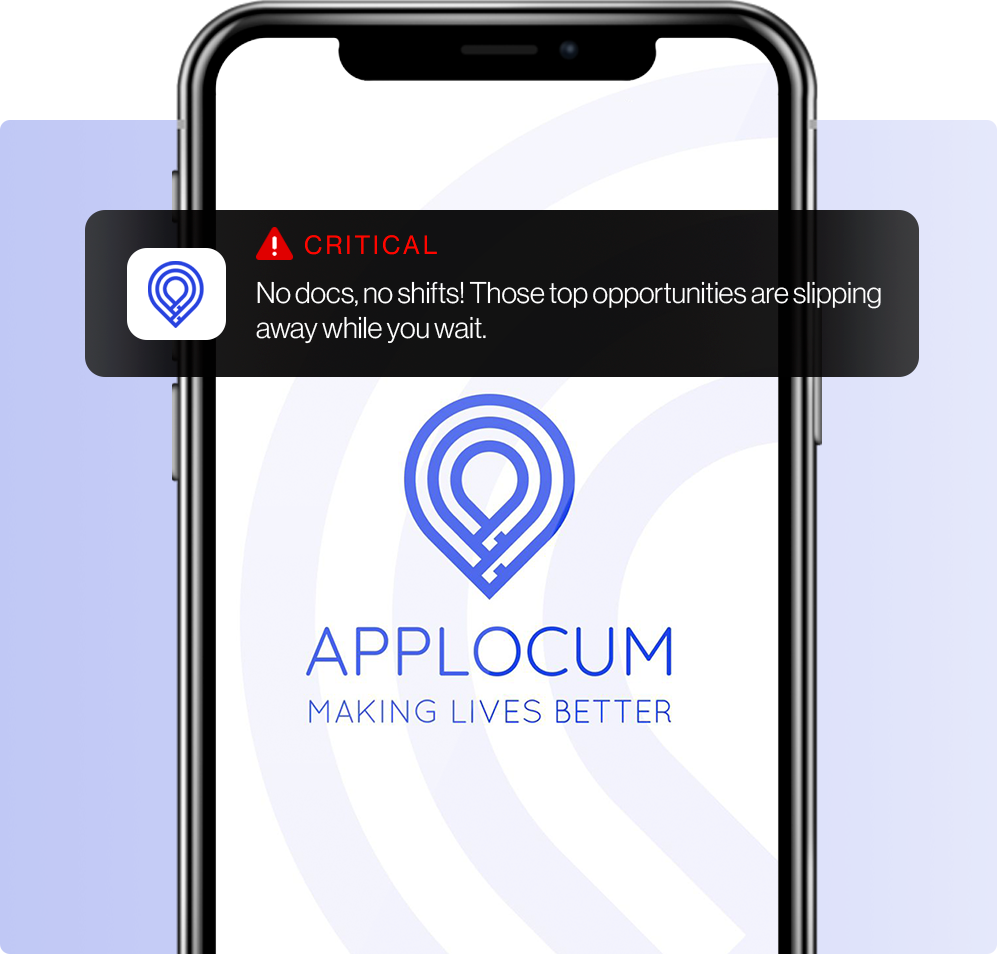 CRITICAL
No docs, no shifts! Those top opportunities are slipping
away while you wait.
APPLOCUM
MAKING LIVES BETTER